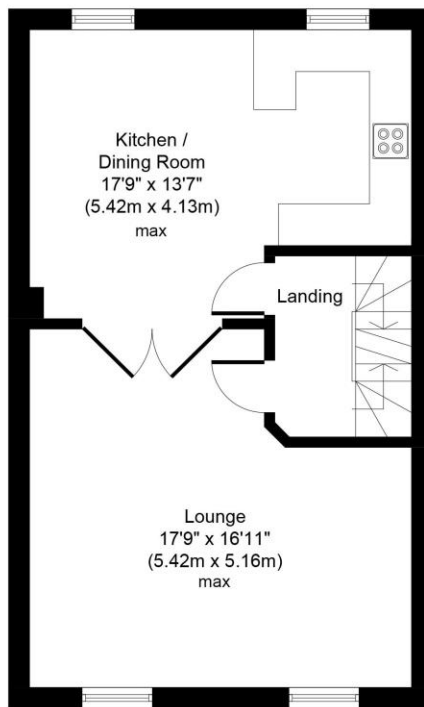 Kitchen /
Dining Room
17'9" x 13'7"
(5.42m x 4.13m)
max
Landing
Lounge
17'9" x 16'11"
(5.42m x 5.16m)
max